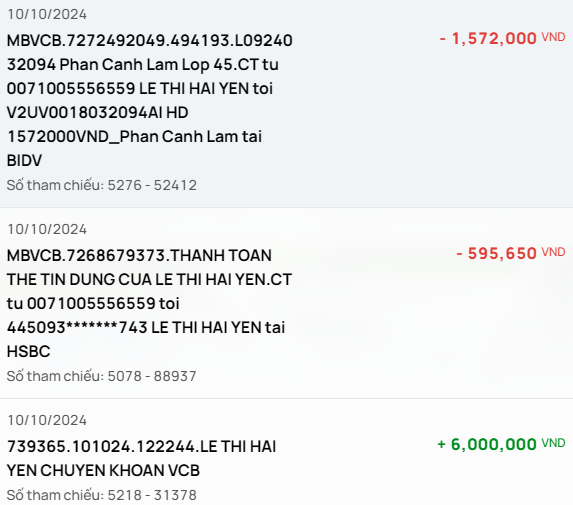 10/10/2024
MBVCB.7272492049.494193.L09240 - 1,572,000 VND
32094 Phan Canh Lam Lop 45.CT tu
0071005556559 LE THI HAI YEN toi
V2UV0018032094AI HD
1572000VND_Phan Canh Lam tai
BIDV
Số tham chiếu: 5276 - 52412
10/10/2024
MBVCB.7268679373.THANH TOAN - 595,650 VND
THE TIN DUNG CUA LE THI HAI YEN.CT
tu 0071005556559 toi
445093*******743 LE THI HAI YEN tai
HSBC
Số tham chiếu: 5078 - 88937
10/10/2024
739365.101024.122244.LE THI HAI + 6,000,000 VND
YEN CHUYEN KHOAN VCB
Số tham chiếu: 5218 - 31378